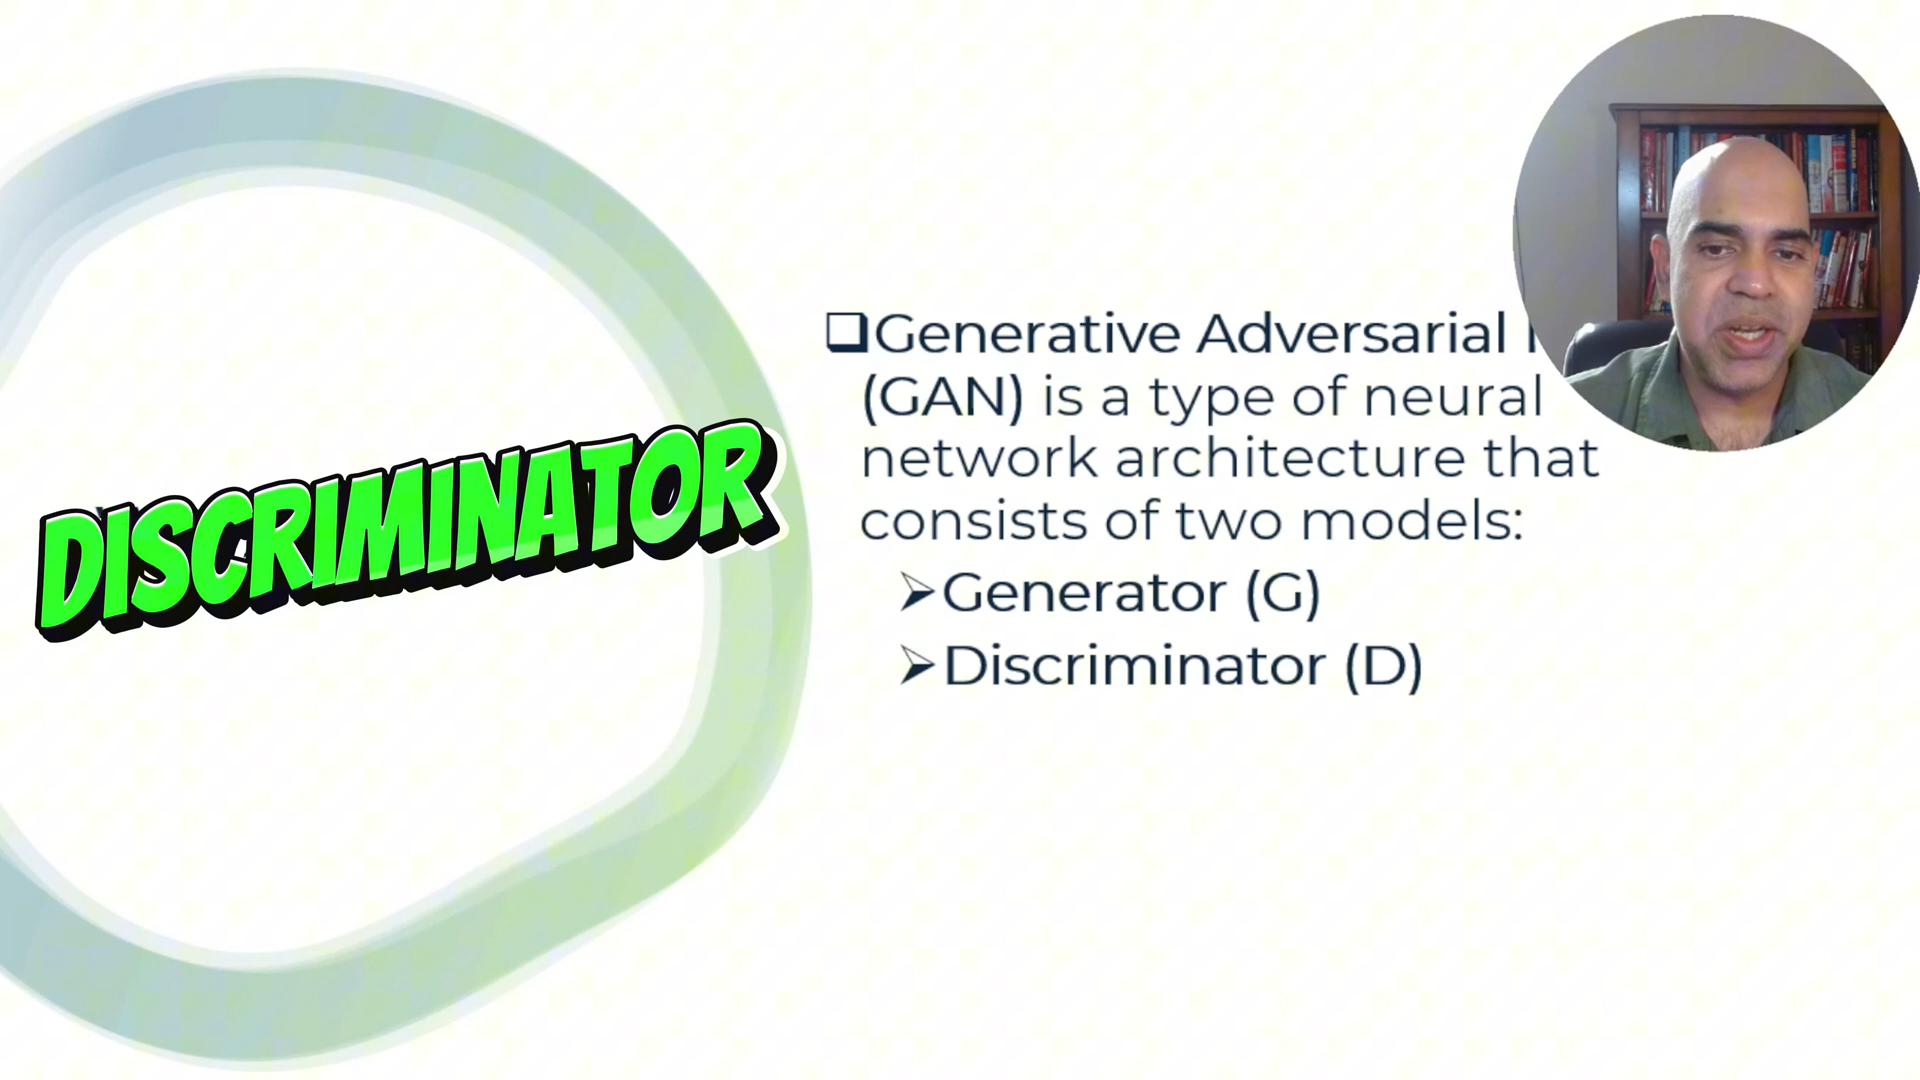 DISCRIMINATOR
❑Generative Adversarial
(GAN) is a type of neural
network architecture that
consists of two models:
➢Generator (G)
➢Discriminator (D)